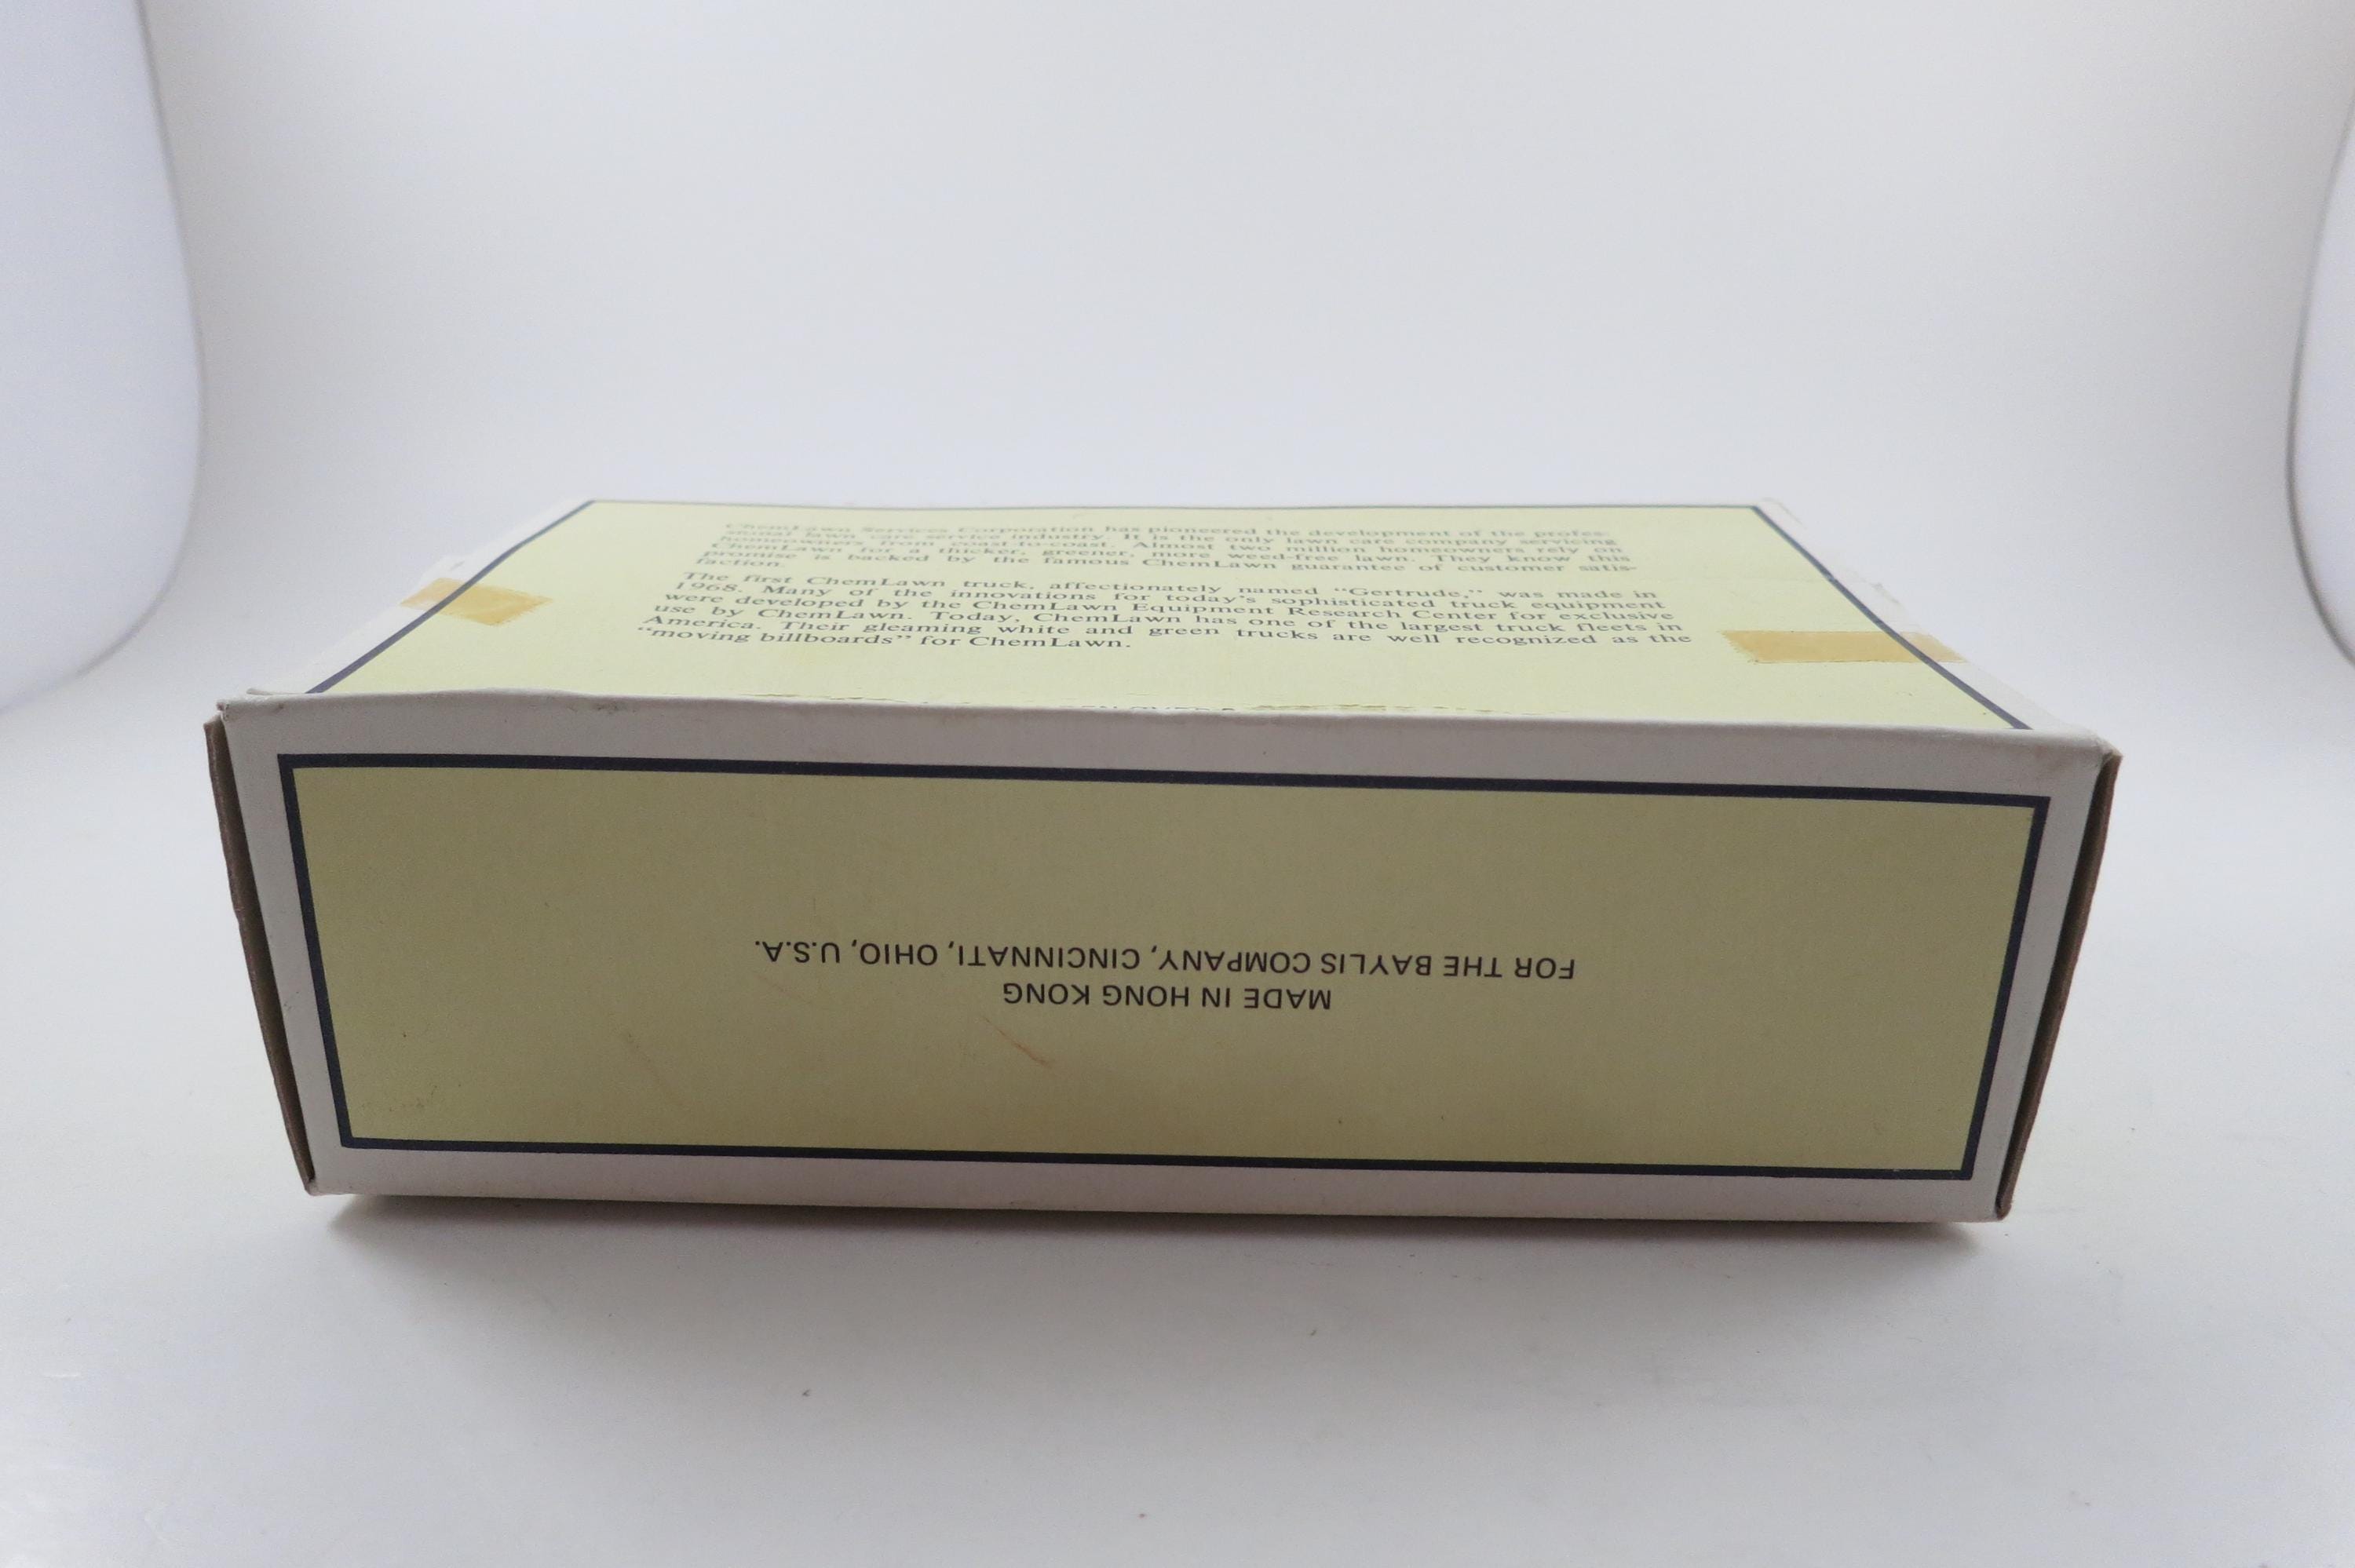 ChemLawn Services Corporation has pioneered the development of the profes-
sional lawn care service industry. It is the only lawn care company servicing
homeowners from coast-to-coast. Almost two million homeowners rely on
ChemLawn for a thicker, greener, more weed-free lawn. They know this
promise is backed by the famous ChemLawn guarantee of customer satis-
faction.
The first ChemLawn truck, affectionately named "Gertrude," was made in
1968. Many of the innovations for today's sophisticated truck equipment
were developed by the ChemLawn Equipment Research Center for exclusive
use by ChemLawn. Today, ChemLawn has one of the largest truck fleets in
America. Their gleaming white and green trucks are well recognized as the
"moving billboards" for ChemLawn.
MADE IN HONG KONG
FOR THE BAYLIS COMPANY, CINCINNATI, OHIO, U.S.A.